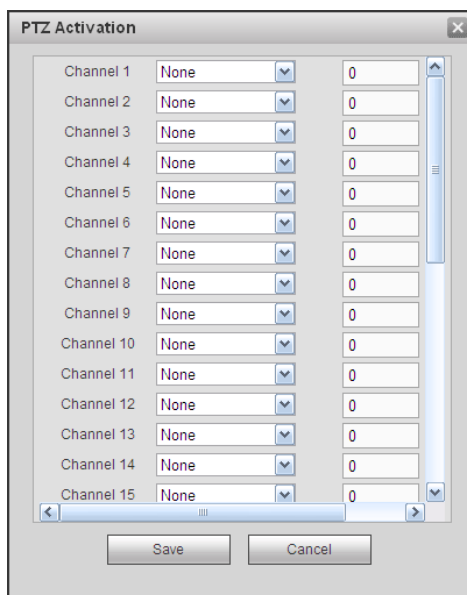 PTZ Activation
Channel 1 None 0
Channel 2 None 0
Channel 3 None 0
Channel 4 None 0
Channel 5 None 0
Channel 6 None 0
Channel 7 None 0
Channel 8 None 0
Channel 9 None 0
Channel 10 None 0
Channel 11 None 0
Channel 12 None 0
Channel 13 None 0
Channel 14 None 0
Channel 15 None 0
Save Cancel